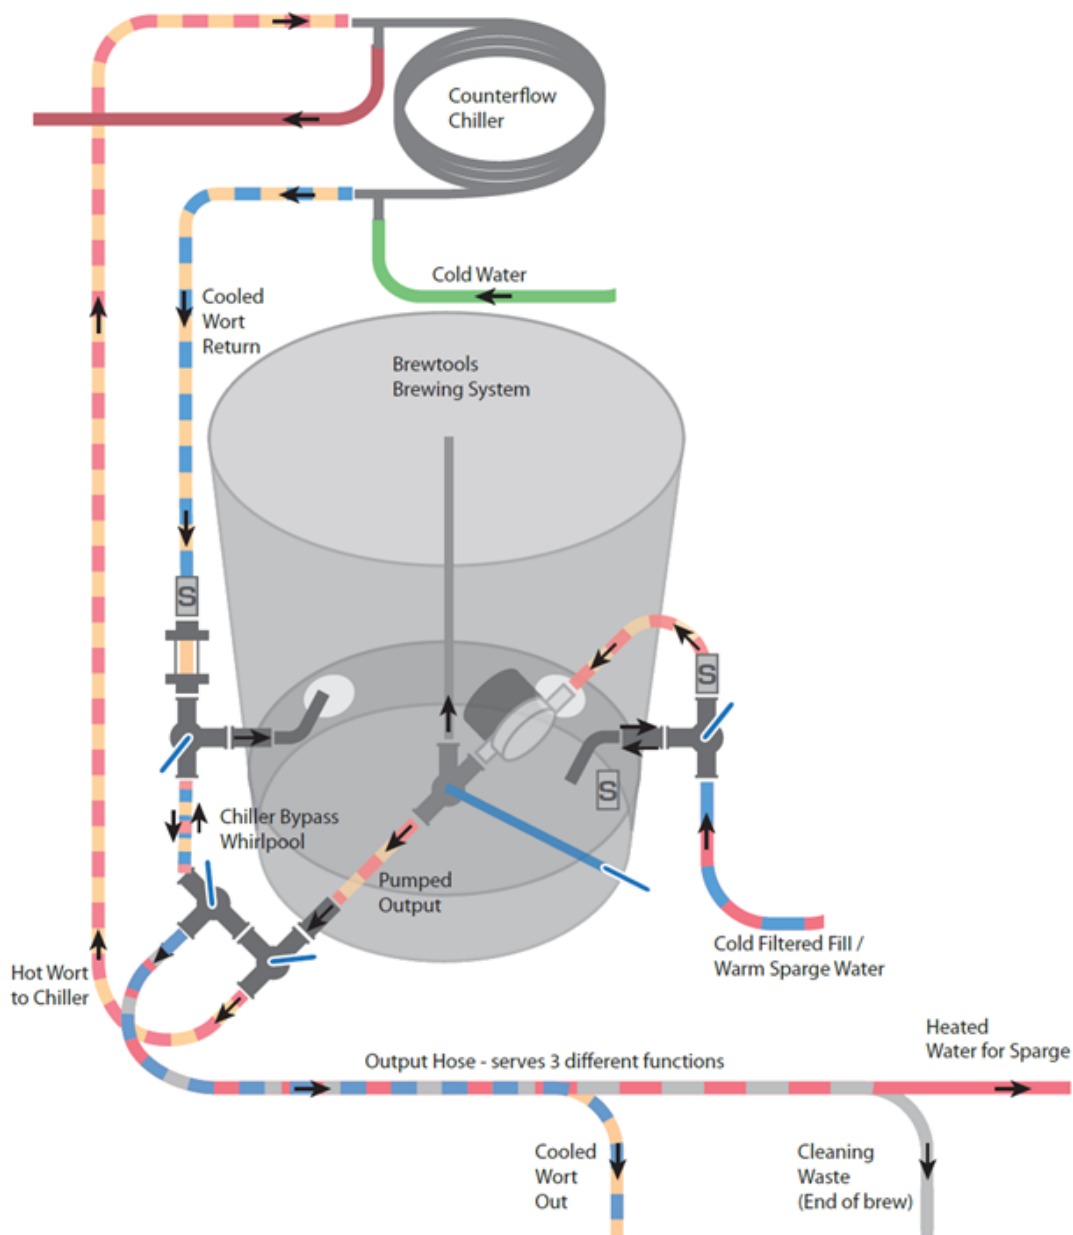 Counterflow
Chiller
Cold Water
Cooled
Wort
Return
Brewtools
Brewing System
S
S
S
Chiller Bypass
Whirlpool
Pumped
Output
Cold Filtered Fill /
Warm Sparge Water
Hot Wort
to Chiller
Heated
Water for Sparge
Output Hose - serves 3 different functions
Cooled
Wort
Out
Cleaning
Waste
(End of brew)